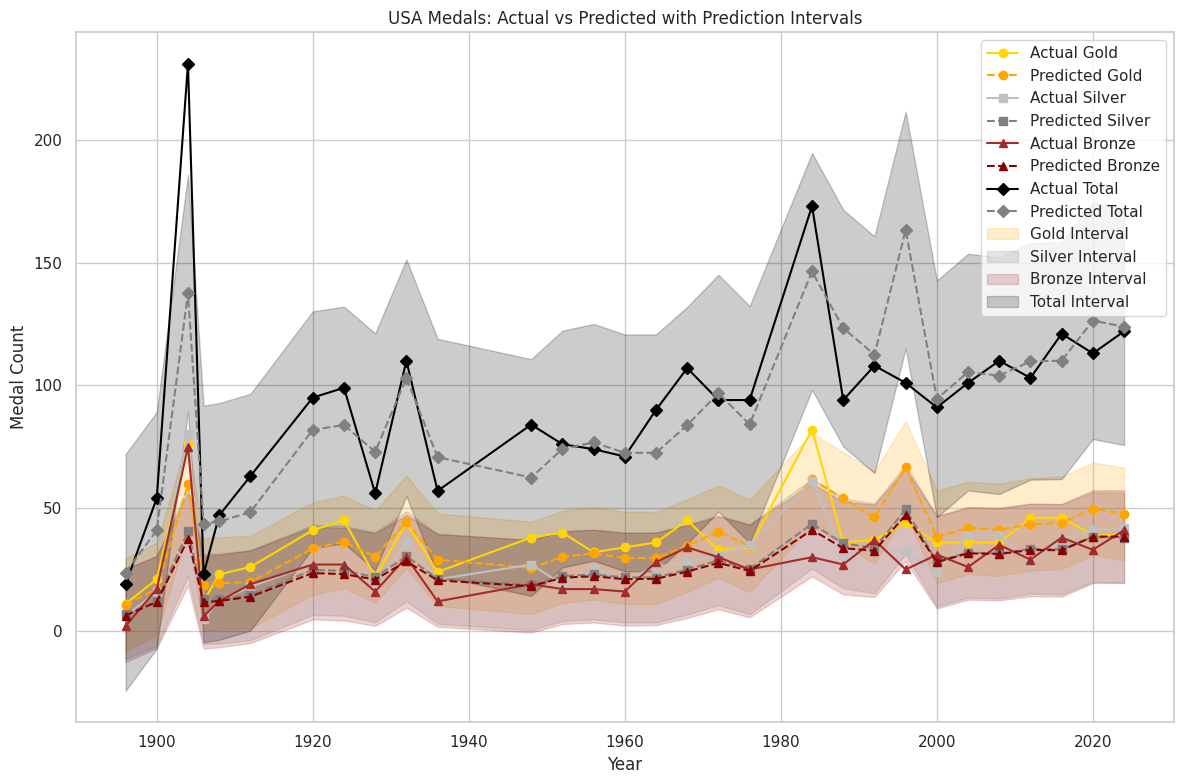 USA Medals: Actual vs Predicted with Prediction Intervals
Medal Count
200
150
100
50
0
1900
1920
1940
1960
1980
2000
2020
Year
Actual Gold
Predicted Gold
Actual Silver
Predicted Silver
Actual Bronze
Predicted Bronze
Actual Total
Predicted Total
Gold Interval
Silver Interval
Bronze Interval
Total Interval